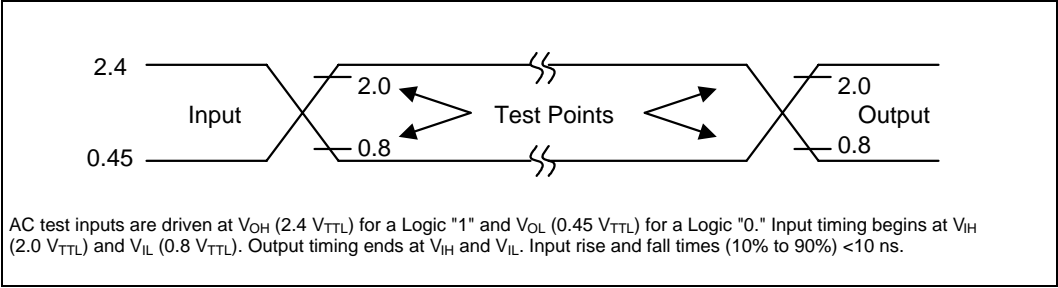 2.4
2.0
2.0
Input
Test Points
Output
0.45
0.8
0.8
AC test inputs are driven at VOH (2.4 VTTL) for a Logic "1" and VOL (0.45 VTTL) for a Logic "0." Input timing begins at VIH
(2.0 VTTL) and VIL (0.8 VTTL). Output timing ends at VIH and VIL. Input rise and fall times (10% to 90%) <10 ns.